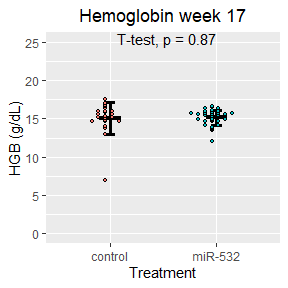 Hemoglobin week 17
T-test, p = 0.87
HGB (g/dL)
25
20
15
10
5
0
control miR-532
Treatment